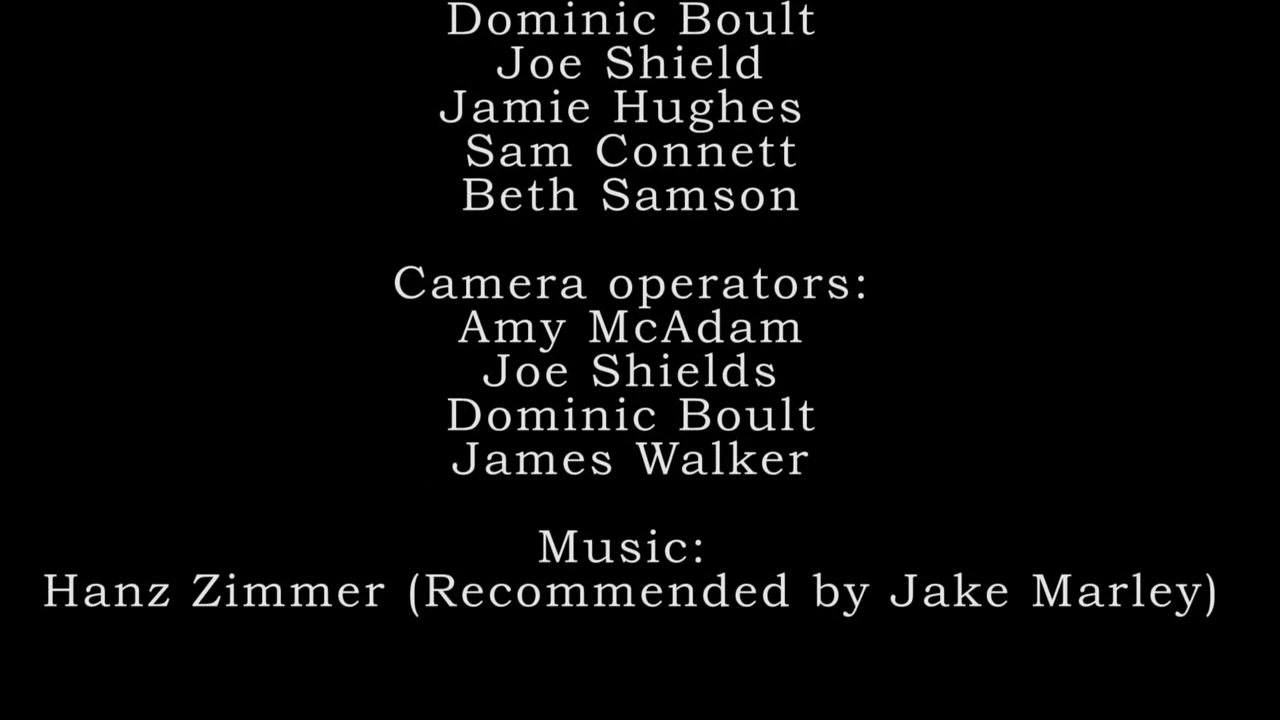 Dominic Boult
Joe Shield
Jamie Hughes
Sam Connett
Beth Samson
Camera operators:
Amy McAdam
Joe Shields
Dominic Boult
James Walker
Music:
Hanz Zimmer (Recommended by Jake Marley)